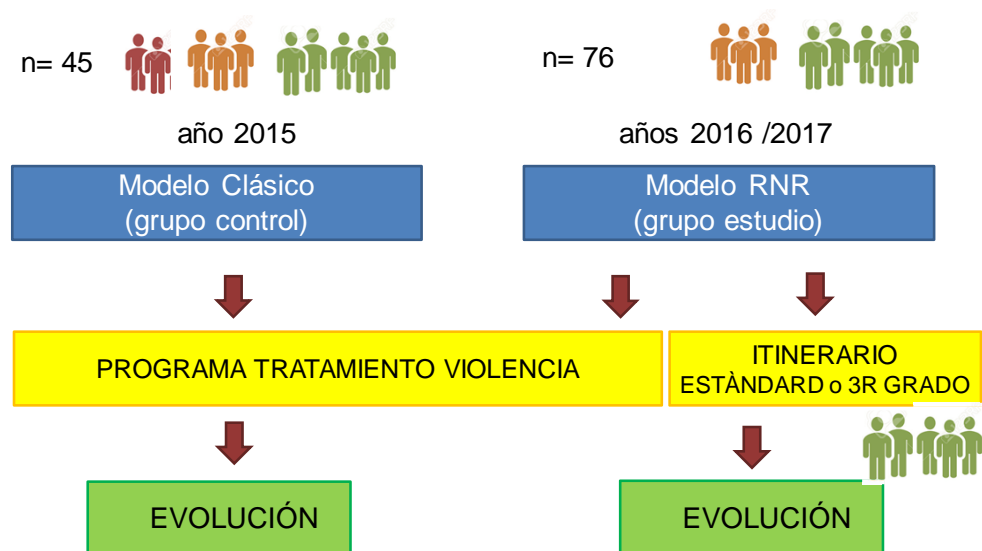 n= 45
año 2015
Modelo Clásico
(grupo control)
n= 76
años 2016 /2017
Modelo RNR
(grupo estudio)
PROGRAMA TRATAMIENTO VIOLENCIA
ITINERARIO
ESTÀNDARD o 3R GRADO
EVOLUCIÓN
EVOLUCIÓN